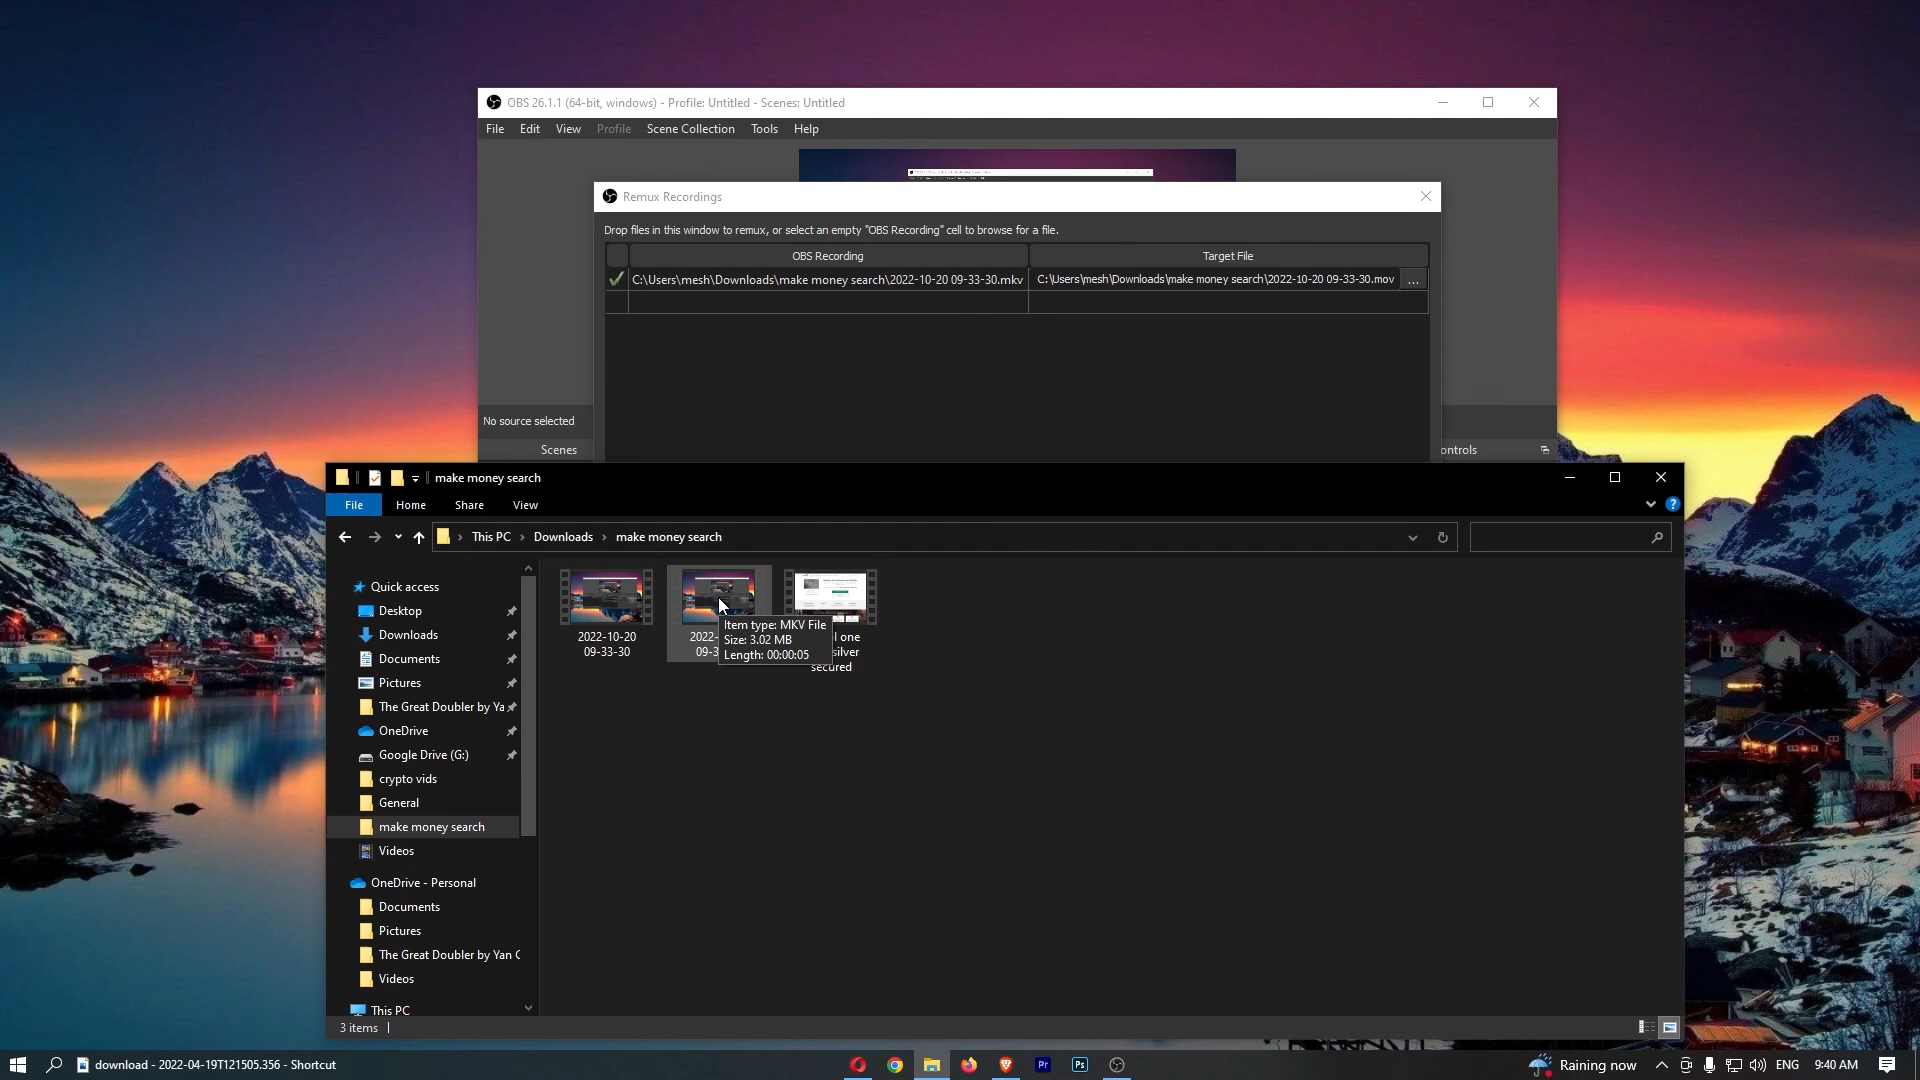 OBS 26.1.1 (64-bit, windows) - Profile: Untitled - Scenes: Untitled
File Edit View Profile Scene Collection Tools Help
Remux Recordings
Drop files in this window to remux, or select an empty "OBS Recording" cell to browse for a file.
OBS Recording Target File
C:\Users\mesh\Downloads\make money search\2022-10-20 09-33-30.mkv C:\Users\mesh\Downloads\make money search\2022-10-20 09-33-30.mov ...
No source selected
Scenes ontrols
make money search
File Home Share View
This PC › Downloads › make money search
Quick access
Desktop
Downloads
Documents
Pictures
The Great Doubler by Ya
OneDrive
Google Drive (G:)
crypto vids
General
make money search
Videos
OneDrive - Personal
Documents
Pictures
The Great Doubler by Yan C
Videos
This PC
2022-10-20
09-33-30
2022-
09-3
Item type: MKV File
Size: 3.02 MB
Length: 00:00:05
l one
silver
secured
3 items
download - 2022-04-19T121505.356 - Shortcut
Pr
Ps
Raining now
ENG
9:40 AM